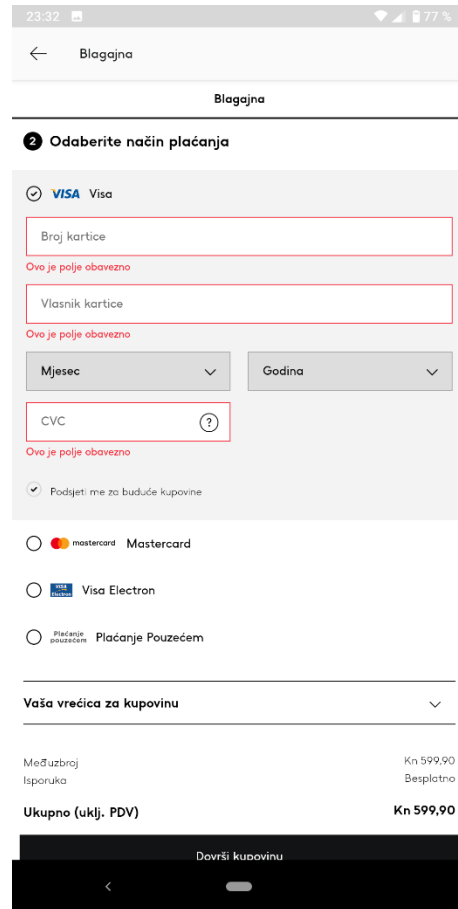 23:32 77 %
Blagajna
Blagajna
2 Odaberite način plaćanja
VISA Visa
Broj kartice
Ovo je polje obavezno
Vlasnik kartice
Ovo je polje obavezno
Mjesec Godina
CVC ?
Ovo je polje obavezno
Podsjeti me za buduće kupovine
mastercard Mastercard
VISA Electron Visa Electron
Plaćanje pouzećem Plaćanje Pouzećem
Vaša vrećica za kupovinu
Međuzbroj Kn 599,90
Isporuka Besplatno
Ukupno (uklj. PDV) Kn 599,90
Dovrši kupovinu